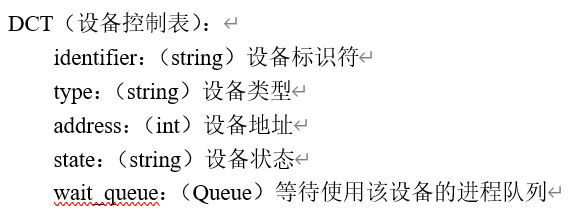 DCT（设备控制表）：
identifier：（string）设备标识符
type：（string）设备类型
address：（int）设备地址
state：（string）设备状态
wait_queue：（Queue）等待使用该设备的进程队列